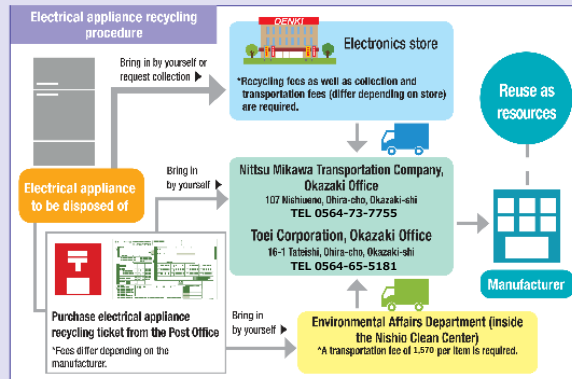 Electrical appliance recycling
procedure
DENKI
Electronics store
Bring in by yourself or
request collection ▶
*Recycling fees as well as collection and
transportation fees (differ depending on store)
are required.
Reuse as
resources
Bring in
by yourself ▶
Nittsu Mikawa Transportation Company,
Okazaki Office
107 Nishiueno, Ohira-cho, Okazaki-shi
TEL 0564-73-7755
Toei Corporation, Okazaki Office
16-1 Tateishi, Ohira-cho, Okazaki-shi
TEL 0564-65-5181
Electrical appliance
to be disposed of
Manufacturer
Purchase electrical appliance
recycling ticket from the Post Office
*Fees differ depending on the
manufacturer.
Bring in
by yourself ▶
Environmental Affairs Department (inside
the Nishio Clean Center)
*A transportation fee of 1,570 per item is required.